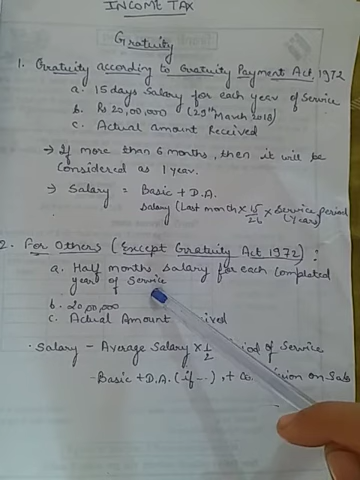 INCOME TAX
Gratuity
1. Gratuity according to Gratuity Payment Act, 1972
a. 15 days Salary for each year of Service
b. Rs 20,00,000 (29th March 2018)
c. Actual amount Received
→ If more than 6 months, then it will be
considered as 1 year.
→ Salary = Basic + D.A.
Salary (Last month × 15/26 × Service period
(Years)
2. For Others (Except Gratuity Act 1972) :
a. Half months Salary for each completed
year of Service
b. 20,00,000
c. Actual Amount
• Salary - Average Salary × 1/2 of Service
- Basic + D.A. (if --), + on Sales